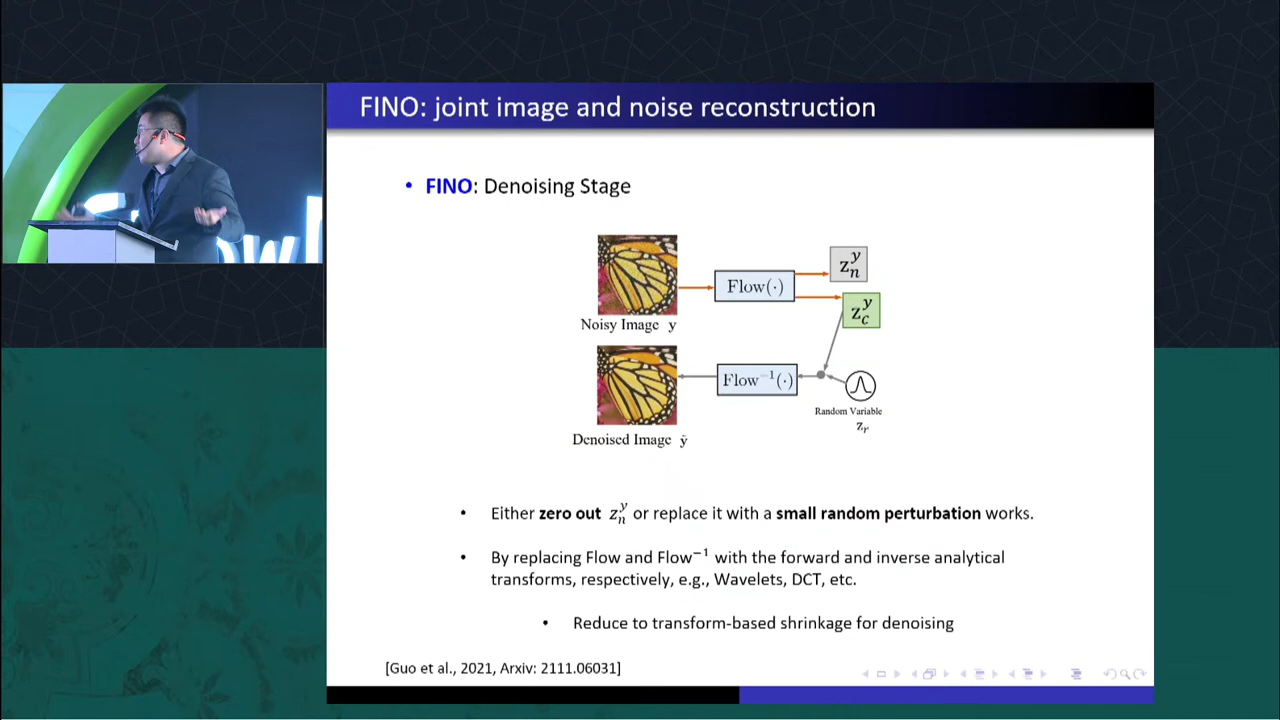 FINO: joint image and noise reconstruction
• FINO: Denoising Stage
Flow(·)
z_n^y
z_c^y
Noisy Image y
Flow⁻¹(·)
Random Variable
z_r
Denoised Image ỹ
• Either zero out z_n^y or replace it with a small random perturbation works.
• By replacing Flow and Flow⁻¹ with the forward and inverse analytical
transforms, respectively, e.g., Wavelets, DCT, etc.
• Reduce to transform-based shrinkage for denoising
[Guo et al., 2021, Arxiv: 2111.06031]